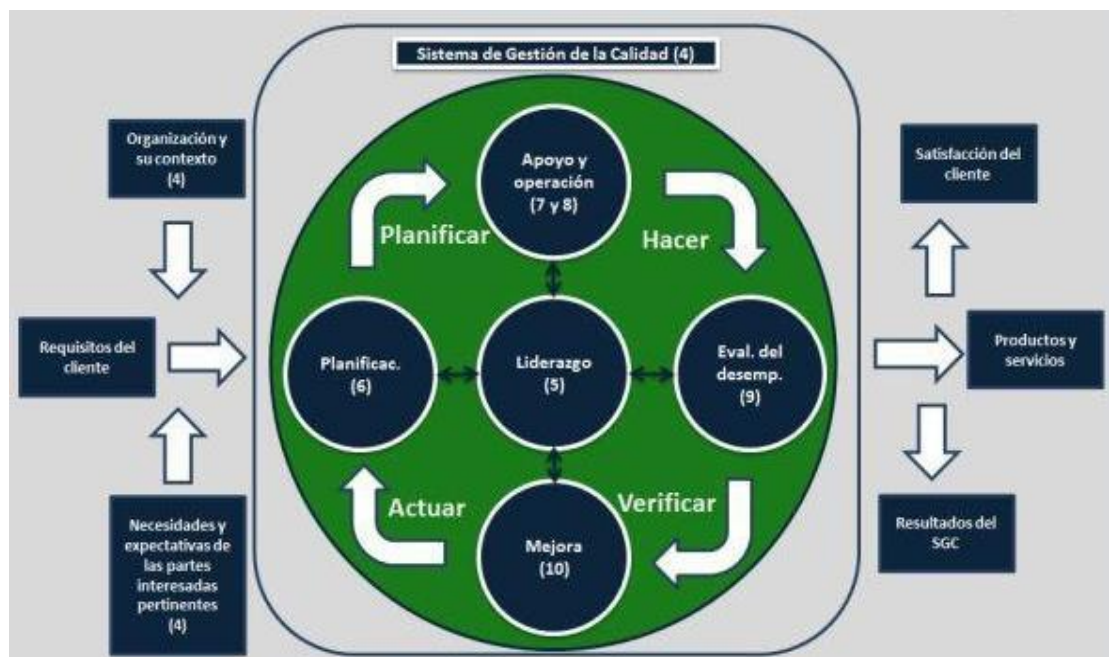 Sistema de Gestión de la Calidad (4)
Organización y
su contexto
(4)
Requisitos del
cliente
Necesidades y
expectativas de
las partes
interesadas
pertinentes
(4)
Apoyo y
operación
(7 y 8)
Planificar
Hacer
Planificac.
(6)
Liderazgo
(5)
Eval. del
desemp.
(9)
Actuar
Verificar
Mejora
(10)
Satisfacción del
cliente
Productos y
servicios
Resultados del
SGC